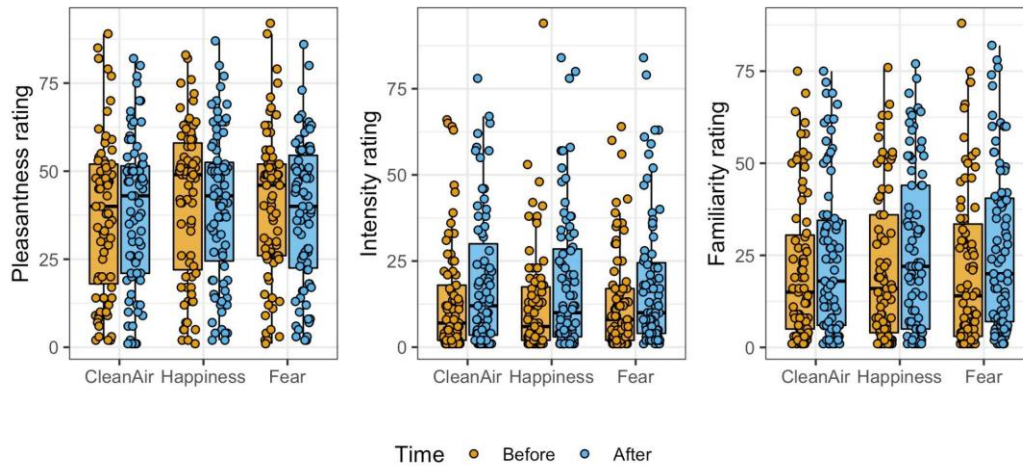 Pleasantness rating
75
50
25
0
CleanAir Happiness Fear
Intensity rating
75
50
25
0
CleanAir Happiness Fear
Familiarity rating
75
50
25
0
CleanAir Happiness Fear
Time Before After